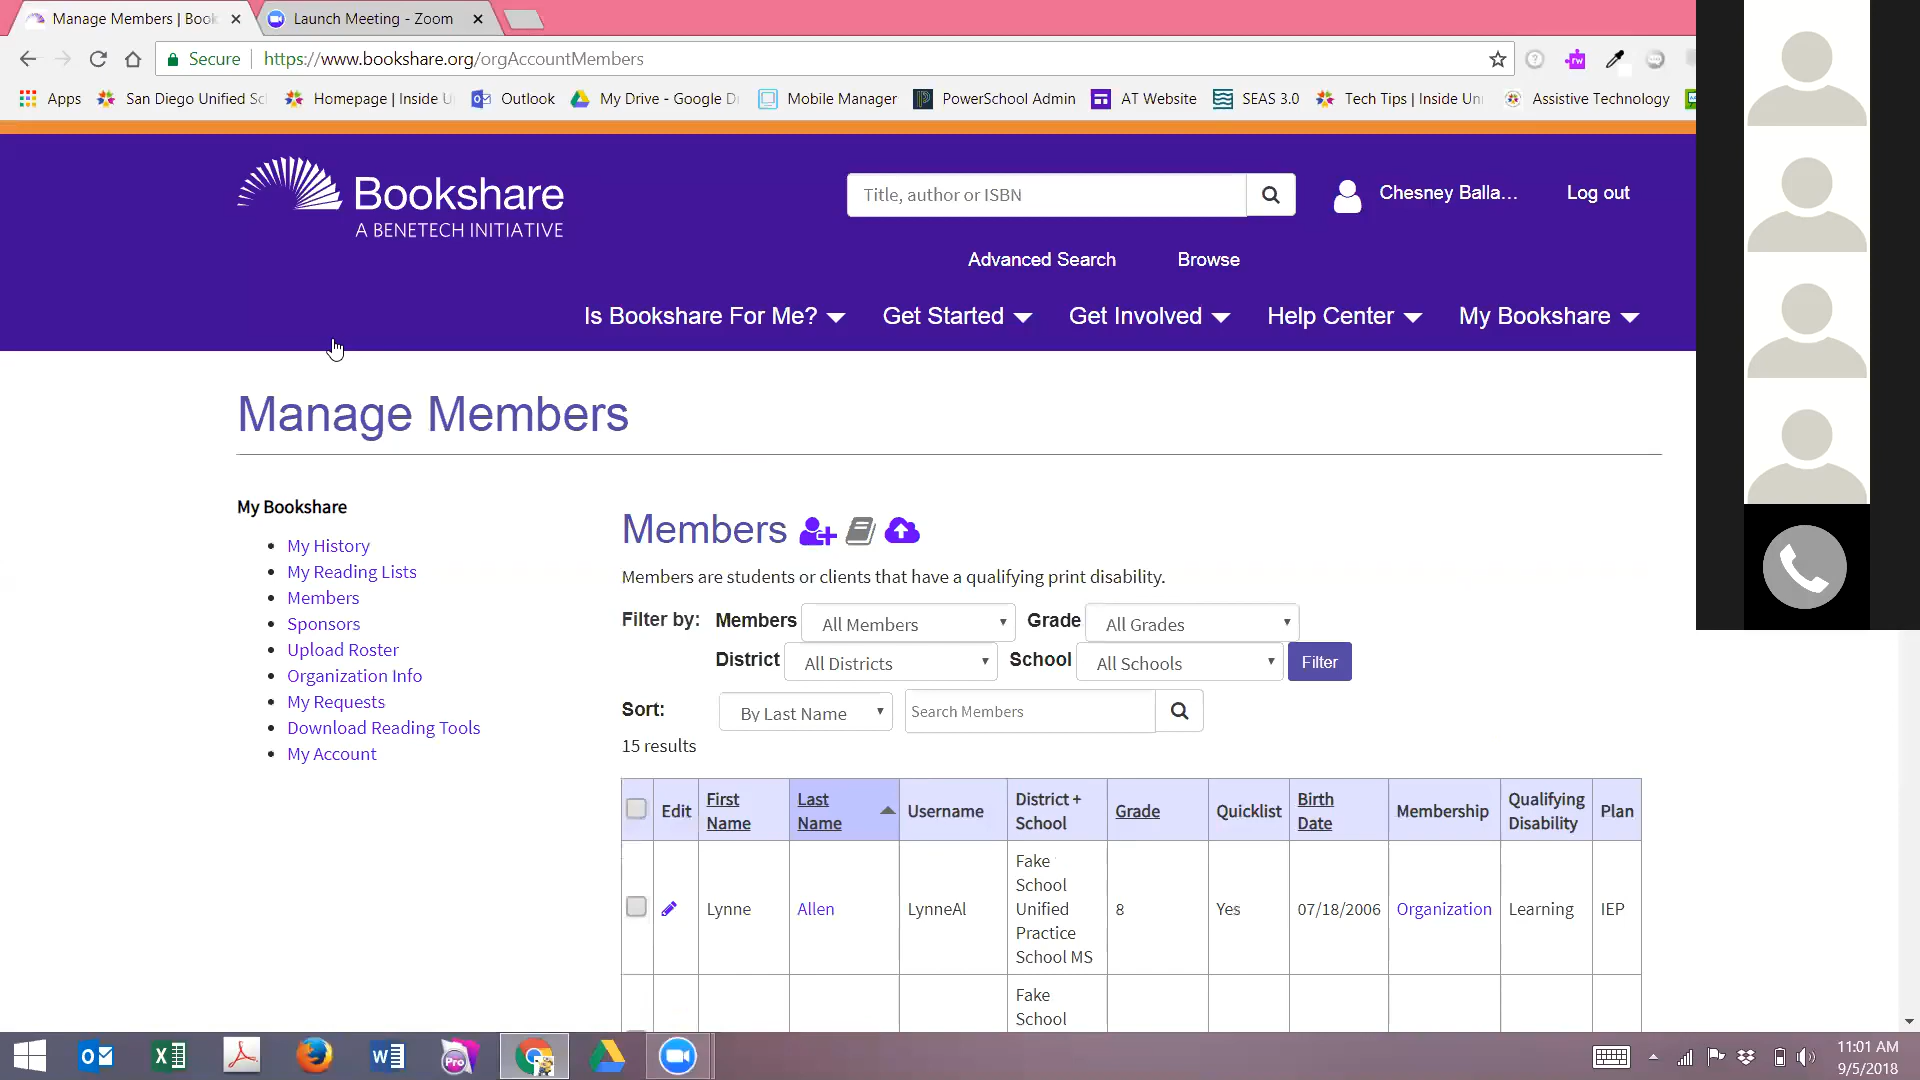 Manage Members | Book
Launch Meeting - Zoom
Secure
https://www.bookshare.org/orgAccountMembers
Apps
San Diego Unified Sc
Homepage | Inside U
Outlook
My Drive - Google D
Mobile Manager
PowerSchool Admin
AT Website
SEAS 3.0
Tech Tips | Inside Un
Assistive Technology
Bookshare
A BENETECH INITIATIVE
Title, author or ISBN
Chesney Balla...
Log out
Advanced Search
Browse
Is Bookshare For Me?
Get Started
Get Involved
Help Center
My Bookshare
Manage Members
My Bookshare
My History
My Reading Lists
Members
Sponsors
Upload Roster
Organization Info
My Requests
Download Reading Tools
My Account
Members
Members are students or clients that have a qualifying print disability.
Filter by: Members All Members Grade All Grades
District All Districts School All Schools Filter
Sort: By Last Name Search Members
15 results
Edit
First
Name
Last
Name
Username
District +
School
Grade
Quicklist
Birth
Date
Membership
Qualifying
Disability
Plan
Lynne
Allen
LynneAl
Fake
School
Unified
Practice
School MS
8
Yes
07/18/2006
Organization
Learning
IEP
Fake
School
Pro
11:01 AM
9/5/2018